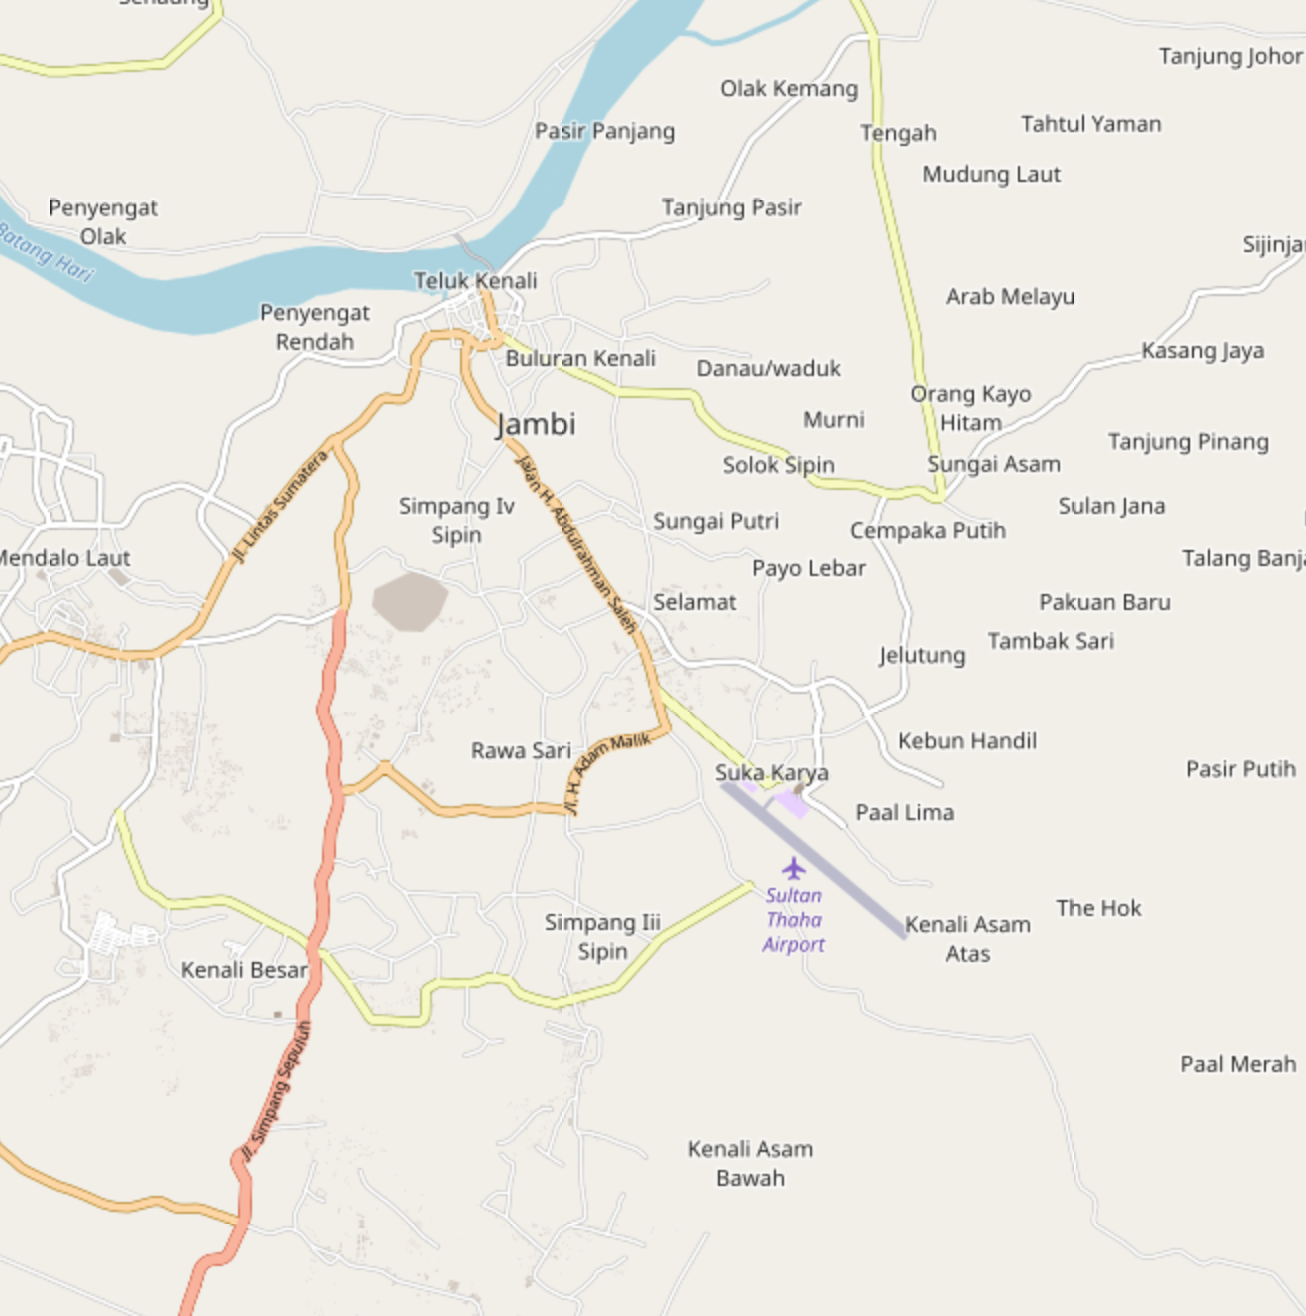 Tanjung Johor
Olak Kemang
Pasir Panjang
Tengah
Tahtul Yaman
Mudung Laut
Penyengat
Olak
Tanjung Pasir
Batang Hari
Teluk Kenali
Arab Melayu
Penyengat
Rendah
Buluran Kenali
Danau/waduk
Kasang Jaya
Orang Kayo
Hitam
Murni
Jambi
Tanjung Pinang
Solok Sipin
Sungai Asam
Jl. Lintas Sumatera
Jalan H. Abdulrahman Saleh
Simpang Iv
Sipin
Sungai Putri
Sulan Jana
Cempaka Putih
Mendalo Laut
Payo Lebar
Selamat
Pakuan Baru
Tambak Sari
Jelutung
Rawa Sari
Jl. H. Adam Malik
Kebun Handil
Suka Karya
Pasir Putih
Paal Lima
Sultan
Thaha
Airport
The Hok
Simpang Iii
Sipin
Kenali Asam
Atas
Kenali Besar
Jl. Simpang Sepuluh
Paal Merah
Kenali Asam
Bawah